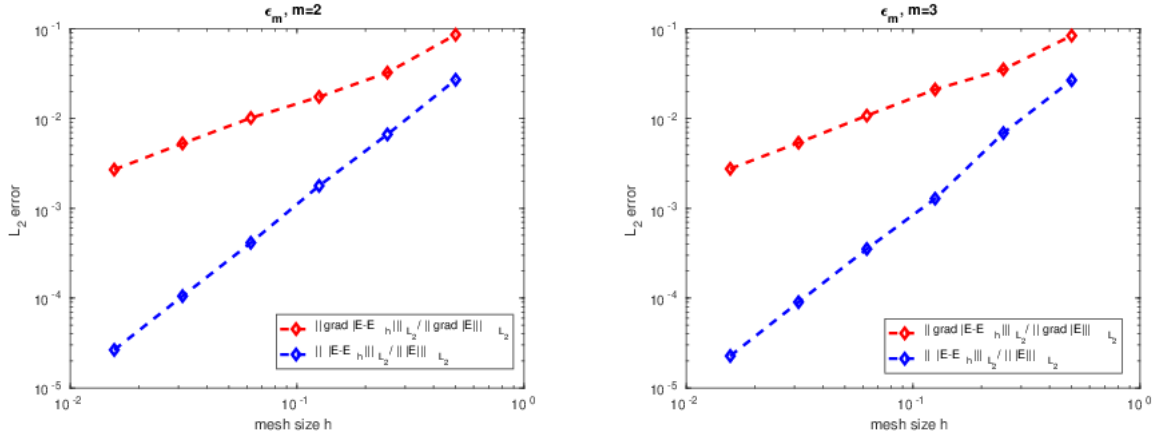 ϵ_m, m=2
10^-1
10^-2
10^-3
10^-4
10^-5
L_2 error
10^-2
10^-1
10^0
mesh size h
|| grad |E-E_h|||_{L_2}/ || grad |E|||_{L_2}
|| |E-E_h|||_{L_2}/ || |E|||_{L_2}
ϵ_m, m=3
10^-1
10^-2
10^-3
10^-4
10^-5
L_2 error
10^-2
10^-1
10^0
mesh size h
|| grad |E-E_h|||_{L_2}/ || grad |E|||_{L_2}
|| |E-E_h|||_{L_2}/ || |E|||_{L_2}